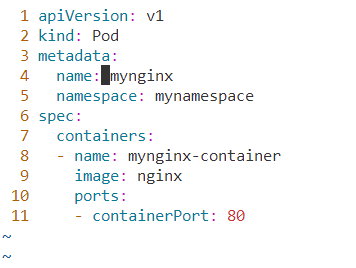 1 apiVersion: v1
2 kind: Pod
3 metadata:
4   name: mynginx
5   namespace: mynamespace
6 spec:
7   containers:
8   - name: mynginx-container
9     image: nginx
10     ports:
11     - containerPort: 80
~
~